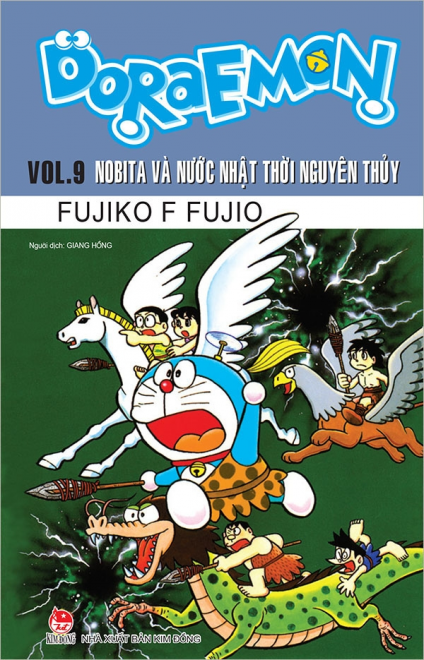 DORAEMON
VOL.9 NOBITA VÀ NƯỚC NHẬT THỜI NGUYÊN THỦY
FUJIKO F FUJIO
Người dịch: GIANG HỒNG
KIM ĐỒNG
NHÀ XUẤT BẢN KIM ĐỒNG